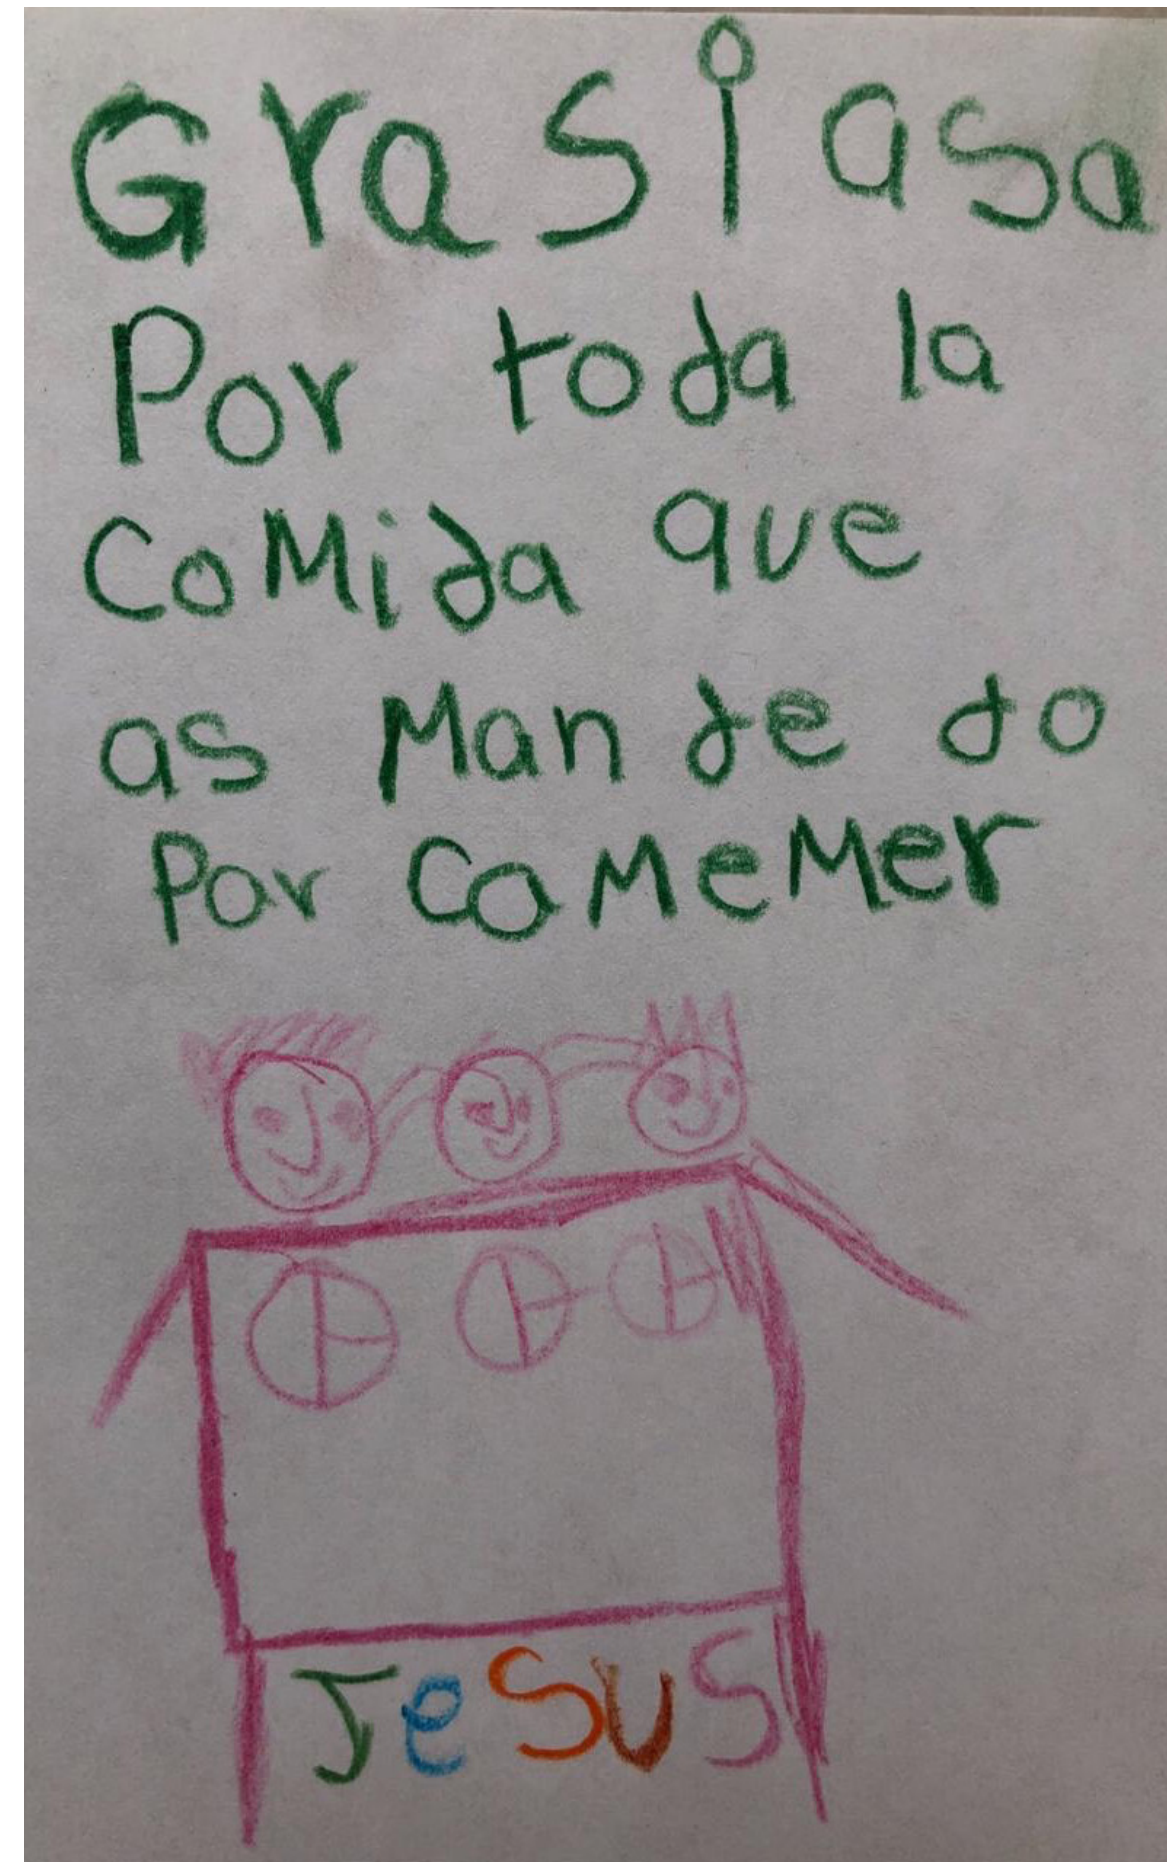 Grasiasa
Por toda la
CoMida que
as Man de do
Por CoMeMer
JeSUS